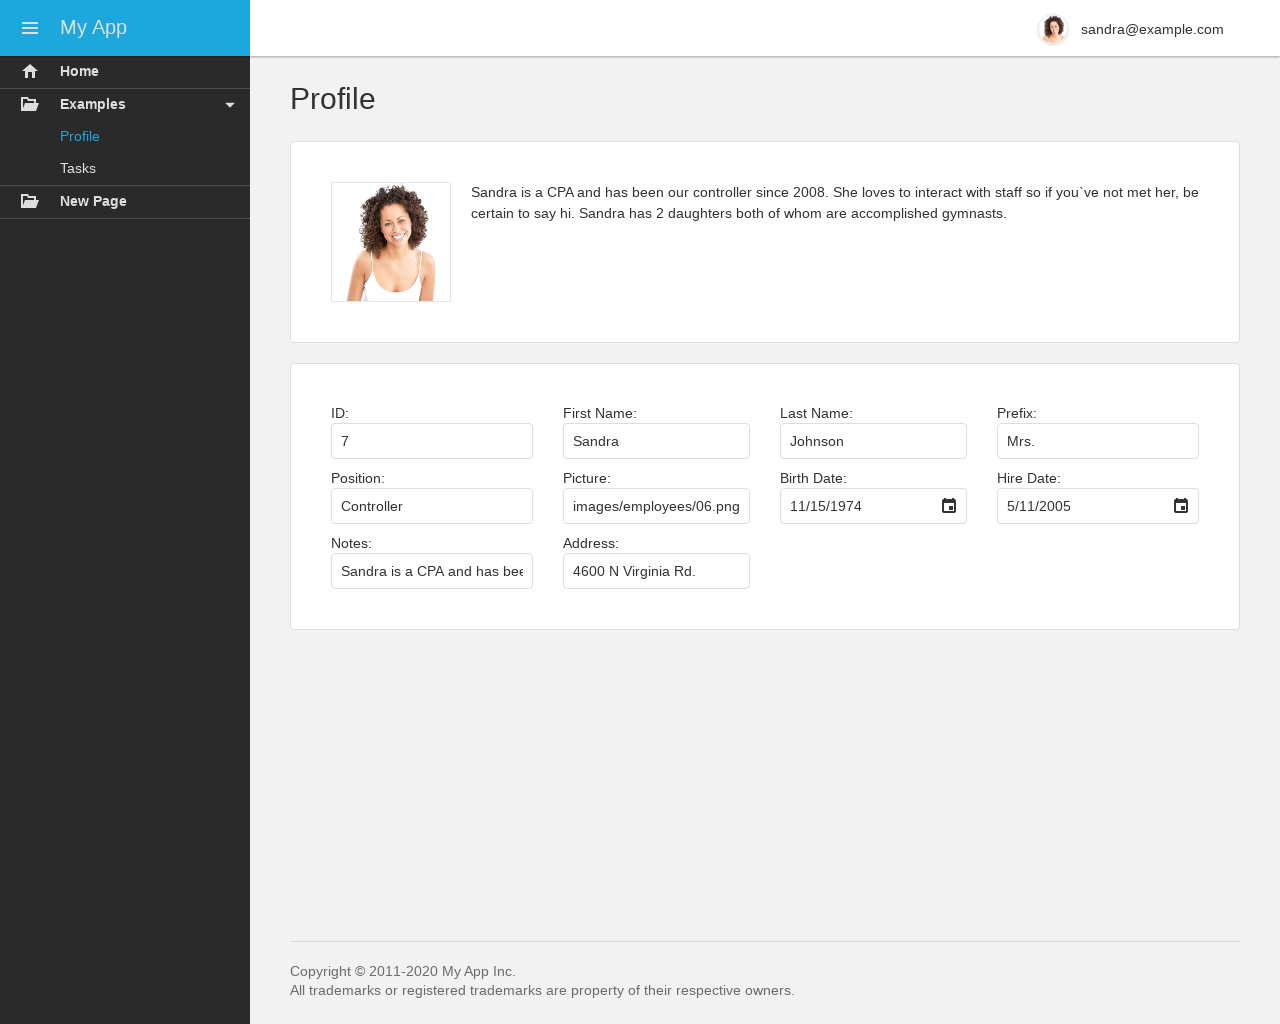 My App
sandra@example.com
Home
Examples
Profile
Tasks
New Page
Profile
Sandra is a CPA and has been our controller since 2008. She loves to interact with staff so if you`ve not met her, be
certain to say hi. Sandra has 2 daughters both of whom are accomplished gymnasts.
ID:
First Name:
Last Name:
Prefix:
7
Sandra
Johnson
Mrs.
Position:
Picture:
Birth Date:
Hire Date:
Controller
images/employees/06.png
11/15/1974
5/11/2005
Notes:
Address:
Sandra is a CPA and has bee
4600 N Virginia Rd.
Copyright © 2011-2020 My App Inc.
All trademarks or registered trademarks are property of their respective owners.